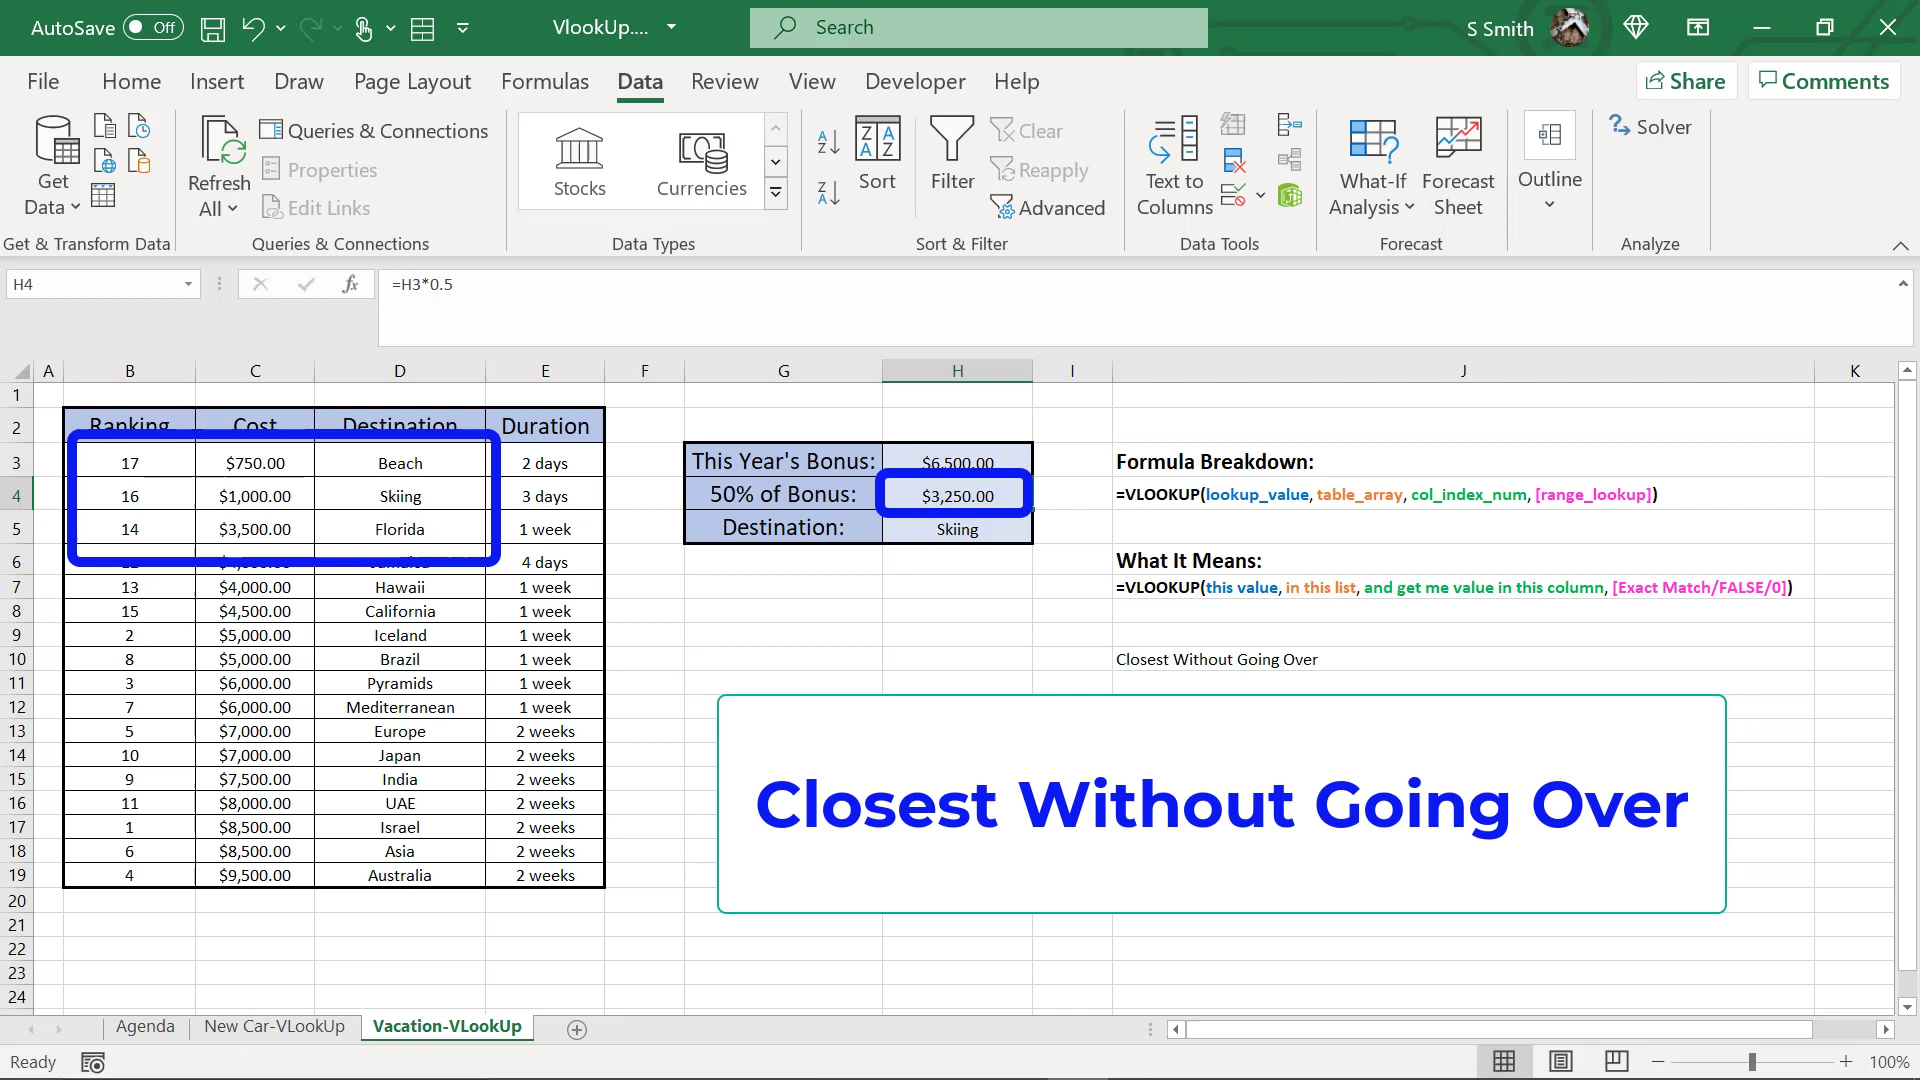 AutoSave Off VlookUp.... Search S Smith
File Home Insert Draw Page Layout Formulas Data Review View Developer Help Share Comments
Get Data
Refresh All
Queries & Connections
Properties
Edit Links
Stocks Currencies
Sort
Filter
Clear
Reapply
Advanced
Text to Columns
What-If Analysis
Forecast Sheet
Outline
Solver
Get & Transform Data Queries & Connections Data Types Sort & Filter Data Tools Forecast Analyze
H4 fx =H3*0.5
A B C D E F G H I J K
1
2 Ranking Cost Destination Duration
3 17 $750.00 Beach 2 days This Year's Bonus: $6,500.00 Formula Breakdown:
4 16 $1,000.00 Skiing 3 days 50% of Bonus: $3,250.00 =VLOOKUP(lookup_value, table_array, col_index_num, [range_lookup])
5 14 $3,500.00 Florida 1 week Destination: Skiing
6 4 days What It Means:
7 13 $4,000.00 Hawaii 1 week =VLOOKUP(this value, in this list, and get me value in this column, [Exact Match/FALSE/0])
8 15 $4,500.00 California 1 week
9 2 $5,000.00 Iceland 1 week
10 8 $5,000.00 Brazil 1 week Closest Without Going Over
11 3 $6,000.00 Pyramids 1 week
12 7 $6,000.00 Mediterranean 1 week
13 5 $7,000.00 Europe 2 weeks
14 10 $7,000.00 Japan 2 weeks
15 9 $7,500.00 India 2 weeks
16 11 $8,000.00 UAE 2 weeks
17 1 $8,500.00 Israel 2 weeks
18 6 $8,500.00 Asia 2 weeks
19 4 $9,500.00 Australia 2 weeks
Closest Without Going Over
20
21
22
23
24
Agenda New Car-VLookUp Vacation-VLookUp
Ready 100%